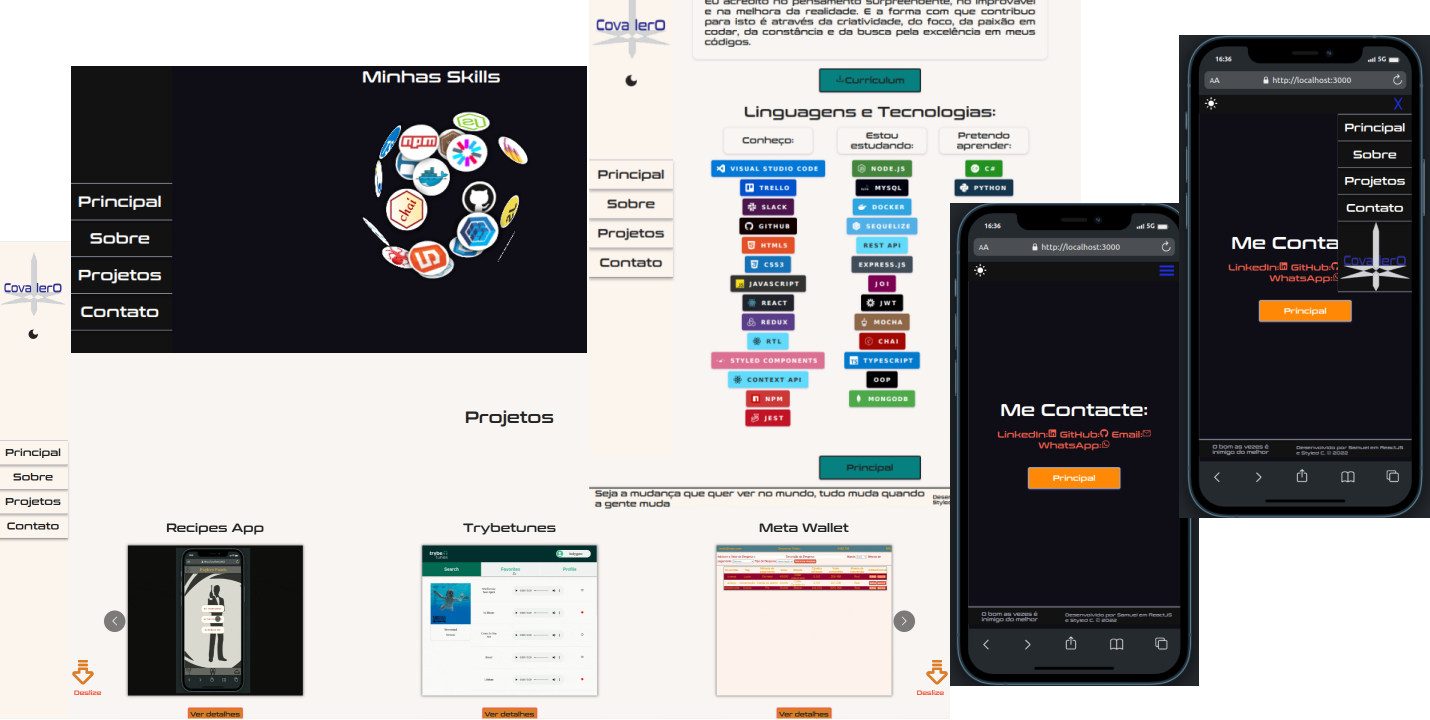 Eu acredito no pensamento surpreendente, no improvável
e na melhora da realidade. E a forma com que contribuo
para isto é através da criatividade, do foco, da paixão em
codar, da constância e da busca pela excelência em meus
códigos.
CovallerO
Curriculum
Linguagens e Tecnologias:
Conheço:
Estou
estudando:
Pretendo
aprender:
VISUAL STUDIO CODE
TRELLO
SLACK
GITHUB
HTML5
CSS3
JAVASCRIPT
REACT
REDUX
RTL
STYLED COMPONENTS
CONTEXT API
NPM
JEST
NODE.JS
MYSQL
DOCKER
SEQUELIZE
REST API
EXPRESS.JS
JOI
JWT
MOCHA
CHAI
TYPESCRIPT
OOP
MONGODB
C#
PYTHON
Principal
Sobre
Projetos
Contato
Principal
Seja a mudança que quer ver no mundo, tudo muda quando
a gente muda
Minhas Skills
npm
chai
Principal
Sobre
Projetos
Contato
CovallerO
Principal
Sobre
Projetos
Contato
Projetos
Recipes App
Trybetunes
Meta Wallet
trybe
tunes
Search
Favorites
Profile
Deslize
Deslize
Ver detalhes
Ver detalhes
Ver detalhes
16:36
5G
AA
http://localhost:3000
Me Contacte:
LinkedIn: GitHub: Email:
WhatsApp:
Principal
O bom as vezes é
inimigo do melhor
Desenvolvido por Samuel em ReactJS
e Styled C. © 2022
16:36
5G
AA
http://localhost:3000
X
Principal
Sobre
Projetos
Contato
CovallerO
Me Conta
LinkedIn: GitHub:
WhatsApp:
Principal
O bom as vezes é
inimigo do melhor
Desenvolvido por Samuel em ReactJS
e Styled C. © 2022